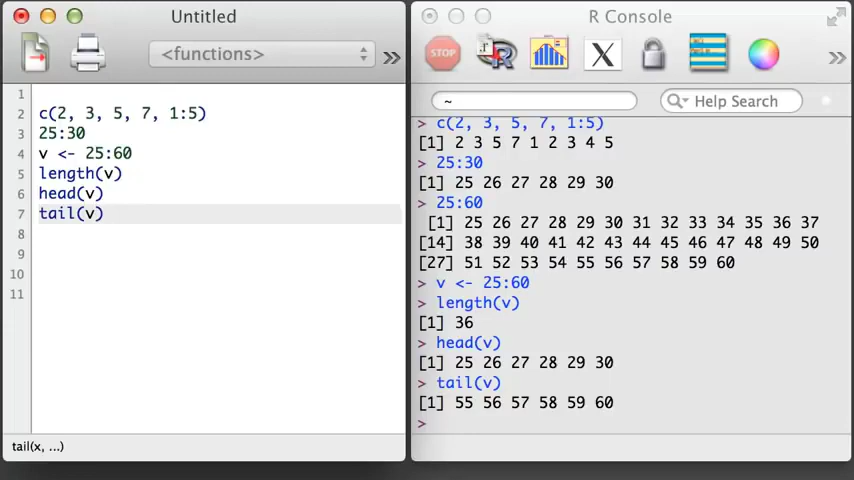 Untitled
<functions>
»
1
2 c(2, 3, 5, 7, 1:5)
3 25:30
4 v <- 25:60
5 length(v)
6 head(v)
7 tail(v)
8
9
10
11
tail(x, ...)
R Console
STOP
R
X
»
~
Help Search
> c(2, 3, 5, 7, 1:5)
[1] 2 3 5 7 1 2 3 4 5
> 25:30
[1] 25 26 27 28 29 30
> 25:60
[1] 25 26 27 28 29 30 31 32 33 34 35 36 37
[14] 38 39 40 41 42 43 44 45 46 47 48 49 50
[27] 51 52 53 54 55 56 57 58 59 60
> v <- 25:60
> length(v)
[1] 36
> head(v)
[1] 25 26 27 28 29 30
> tail(v)
[1] 55 56 57 58 59 60
>